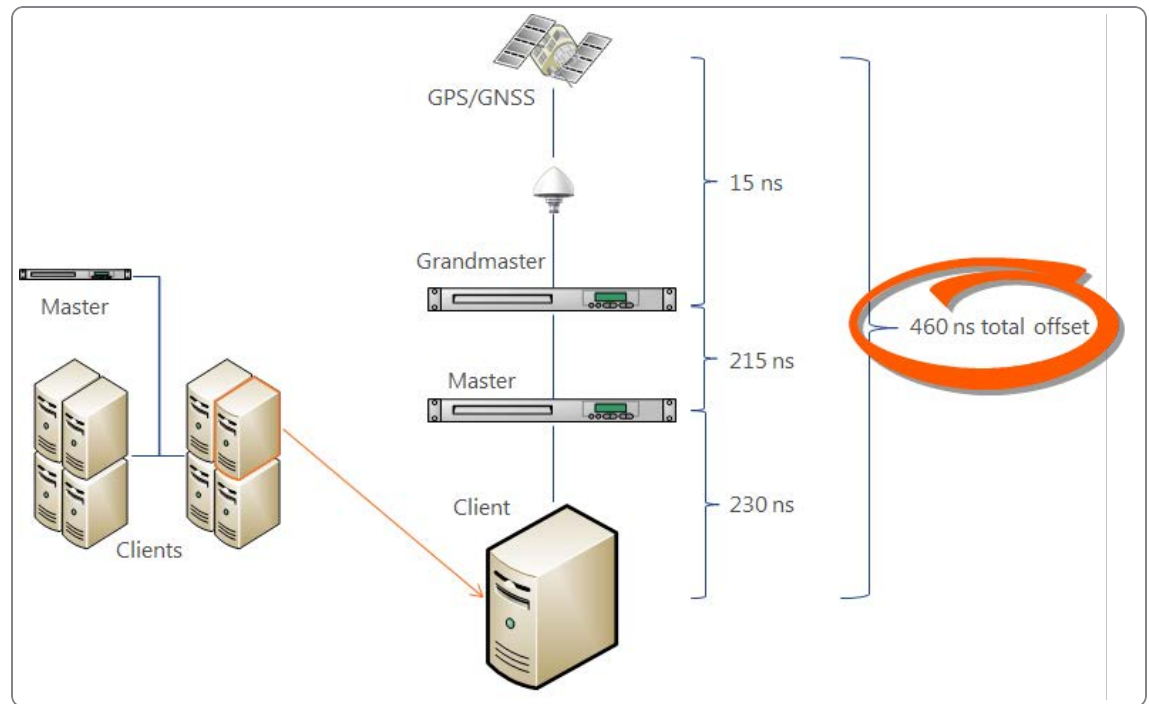 GPS/GNSS
15 ns
Grandmaster
Master
460 ns total offset
215 ns
Master
Client
230 ns
Clients